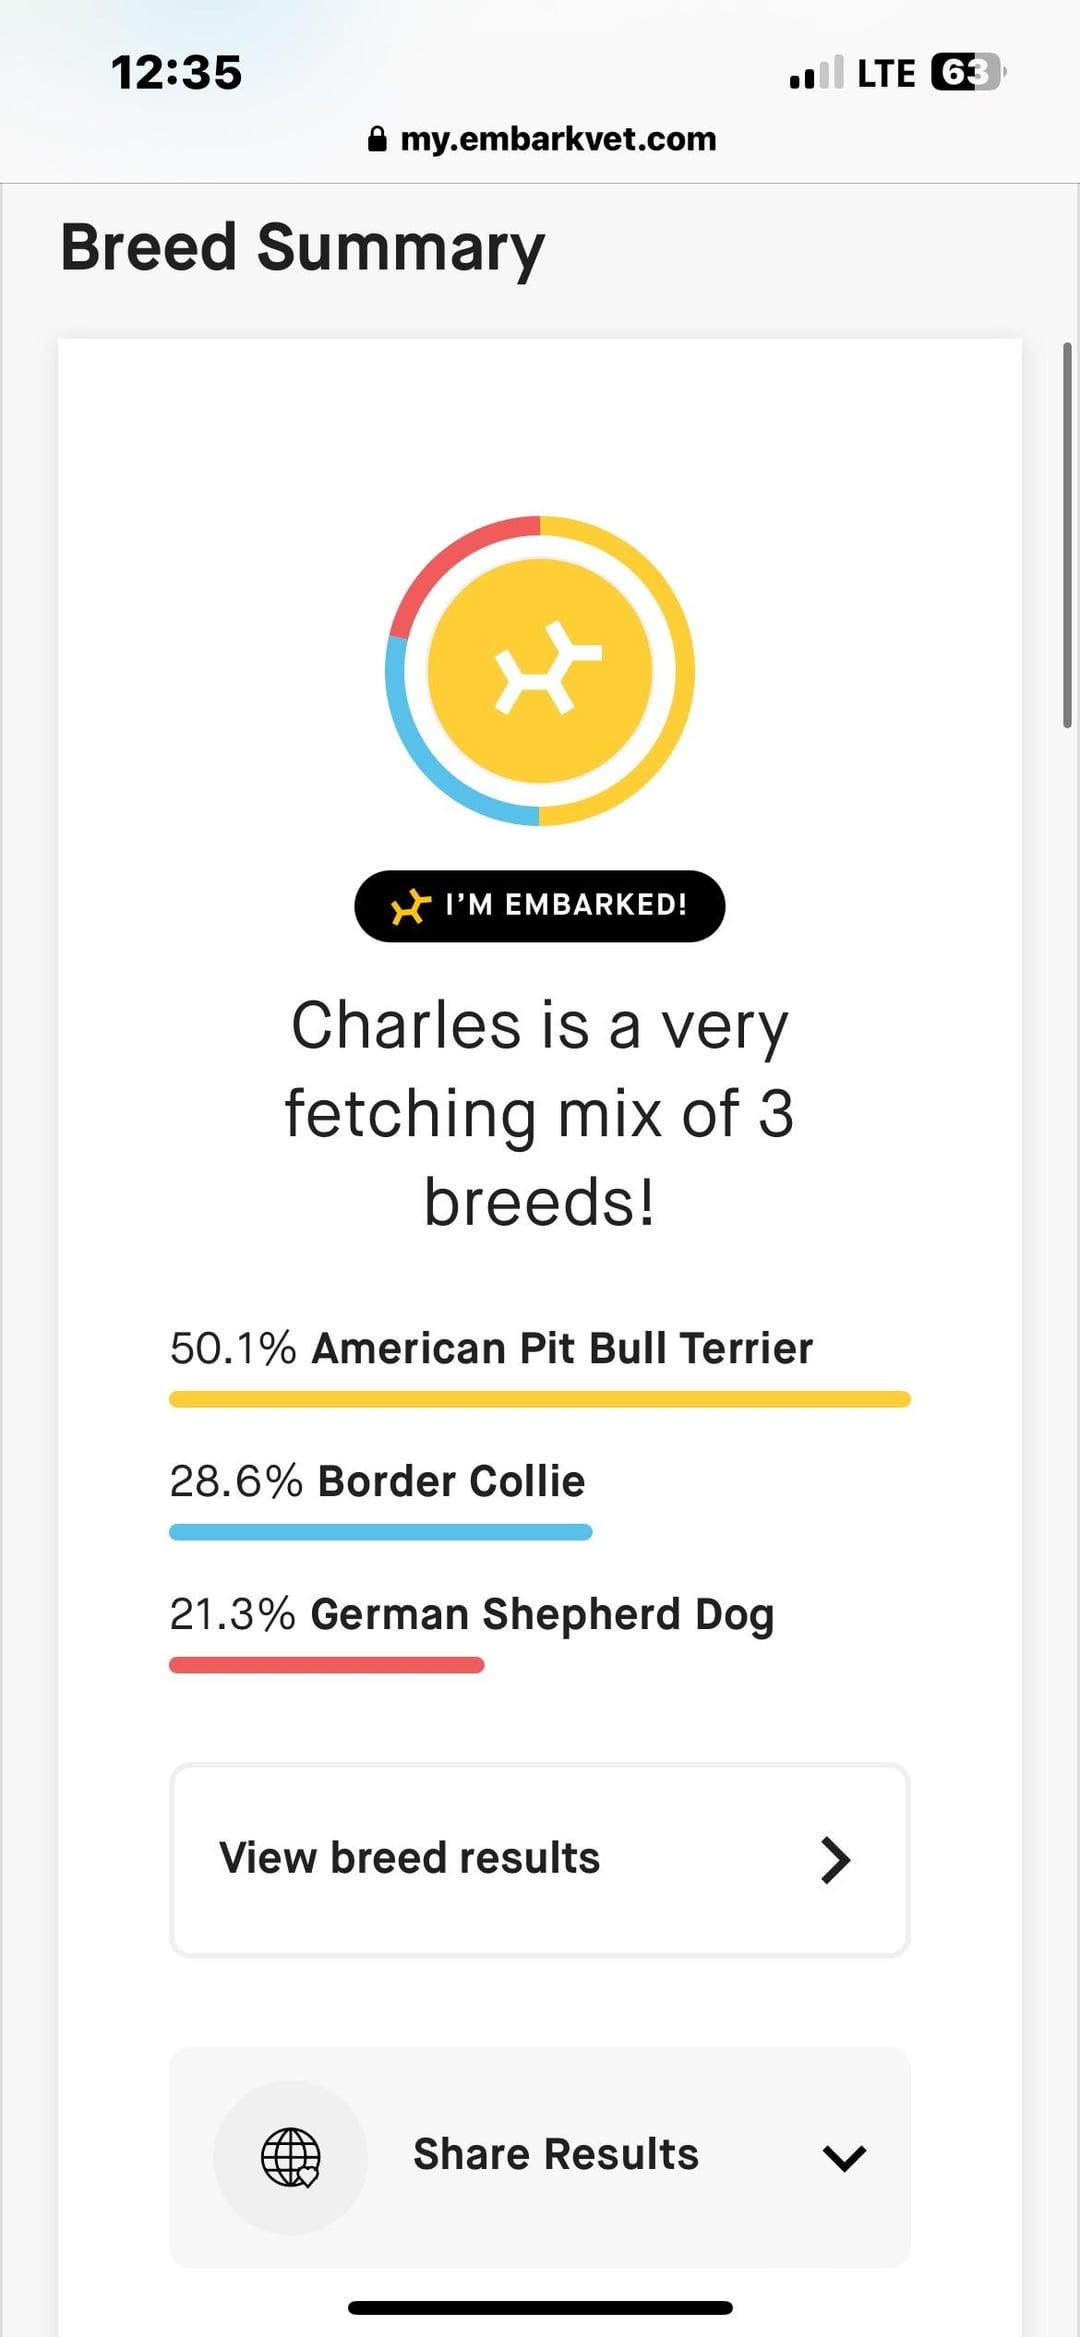 12:35 LTE 63
my.embarkvet.com
Breed Summary
I'M EMBARKED!
Charles is a very
fetching mix of 3
breeds!
50.1% American Pit Bull Terrier
28.6% Border Collie
21.3% German Shepherd Dog
View breed results
Share Results